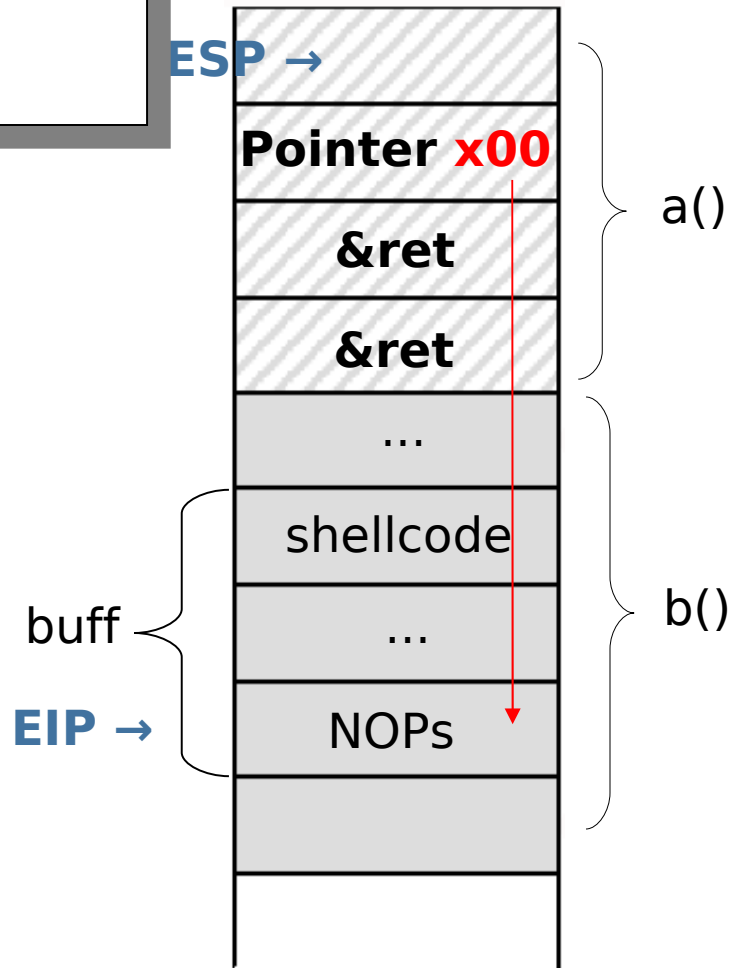 ESP →
Pointer x00
a()
&ret
&ret
...
shellcode
buff
...
b()
EIP →
NOPs